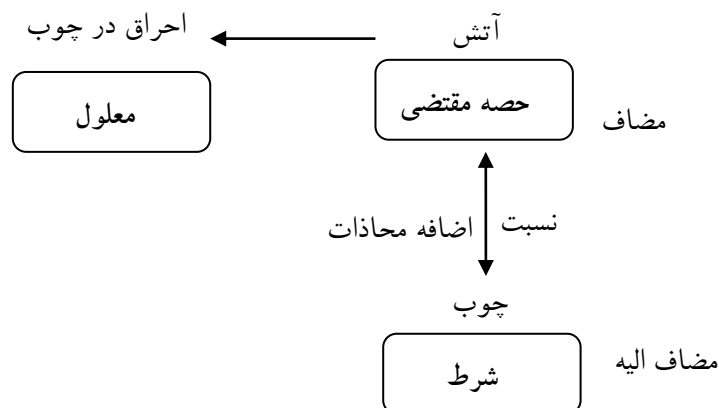 آتش
احراق در چوب
حصه مقتضی
معلول
مضاف
نسبت
اضافه محاذات
چوب
شرط
مضاف الیه